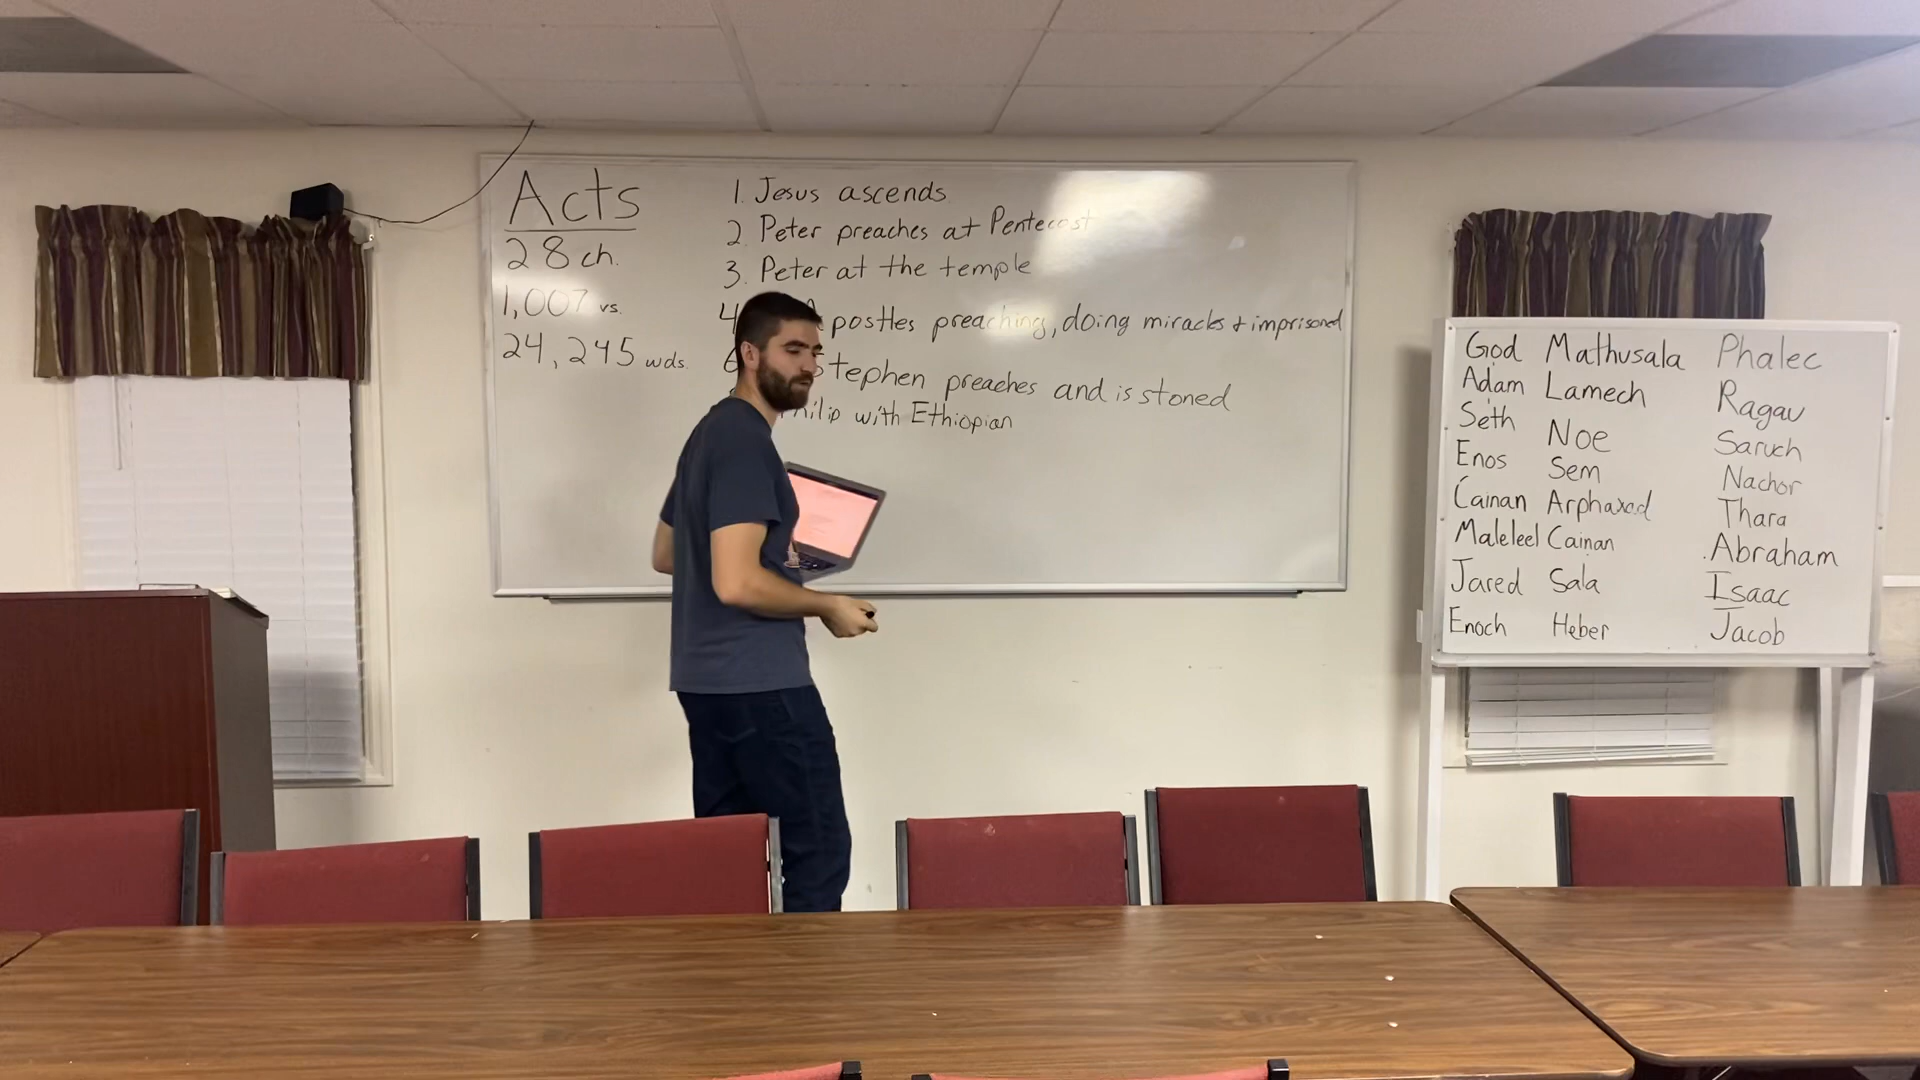 Acts
28 ch.
1,007 vs.
24,245 wds.
1. Jesus ascends
2. Peter preaches at Pentecost
3. Peter at the temple
4 postles preaching, doing miracles + imprisoned
6 tephen preaches and is stoned
hilip with Ethiopian
God
Adam
Seth
Enos
Cainan
Maleleel
Jared
Enoch
Mathusala
Lamech
Noe
Sem
Arphaxad
Cainan
Sala
Heber
Phalec
Ragau
Saruch
Nachor
Thara
Abraham
Isaac
Jacob